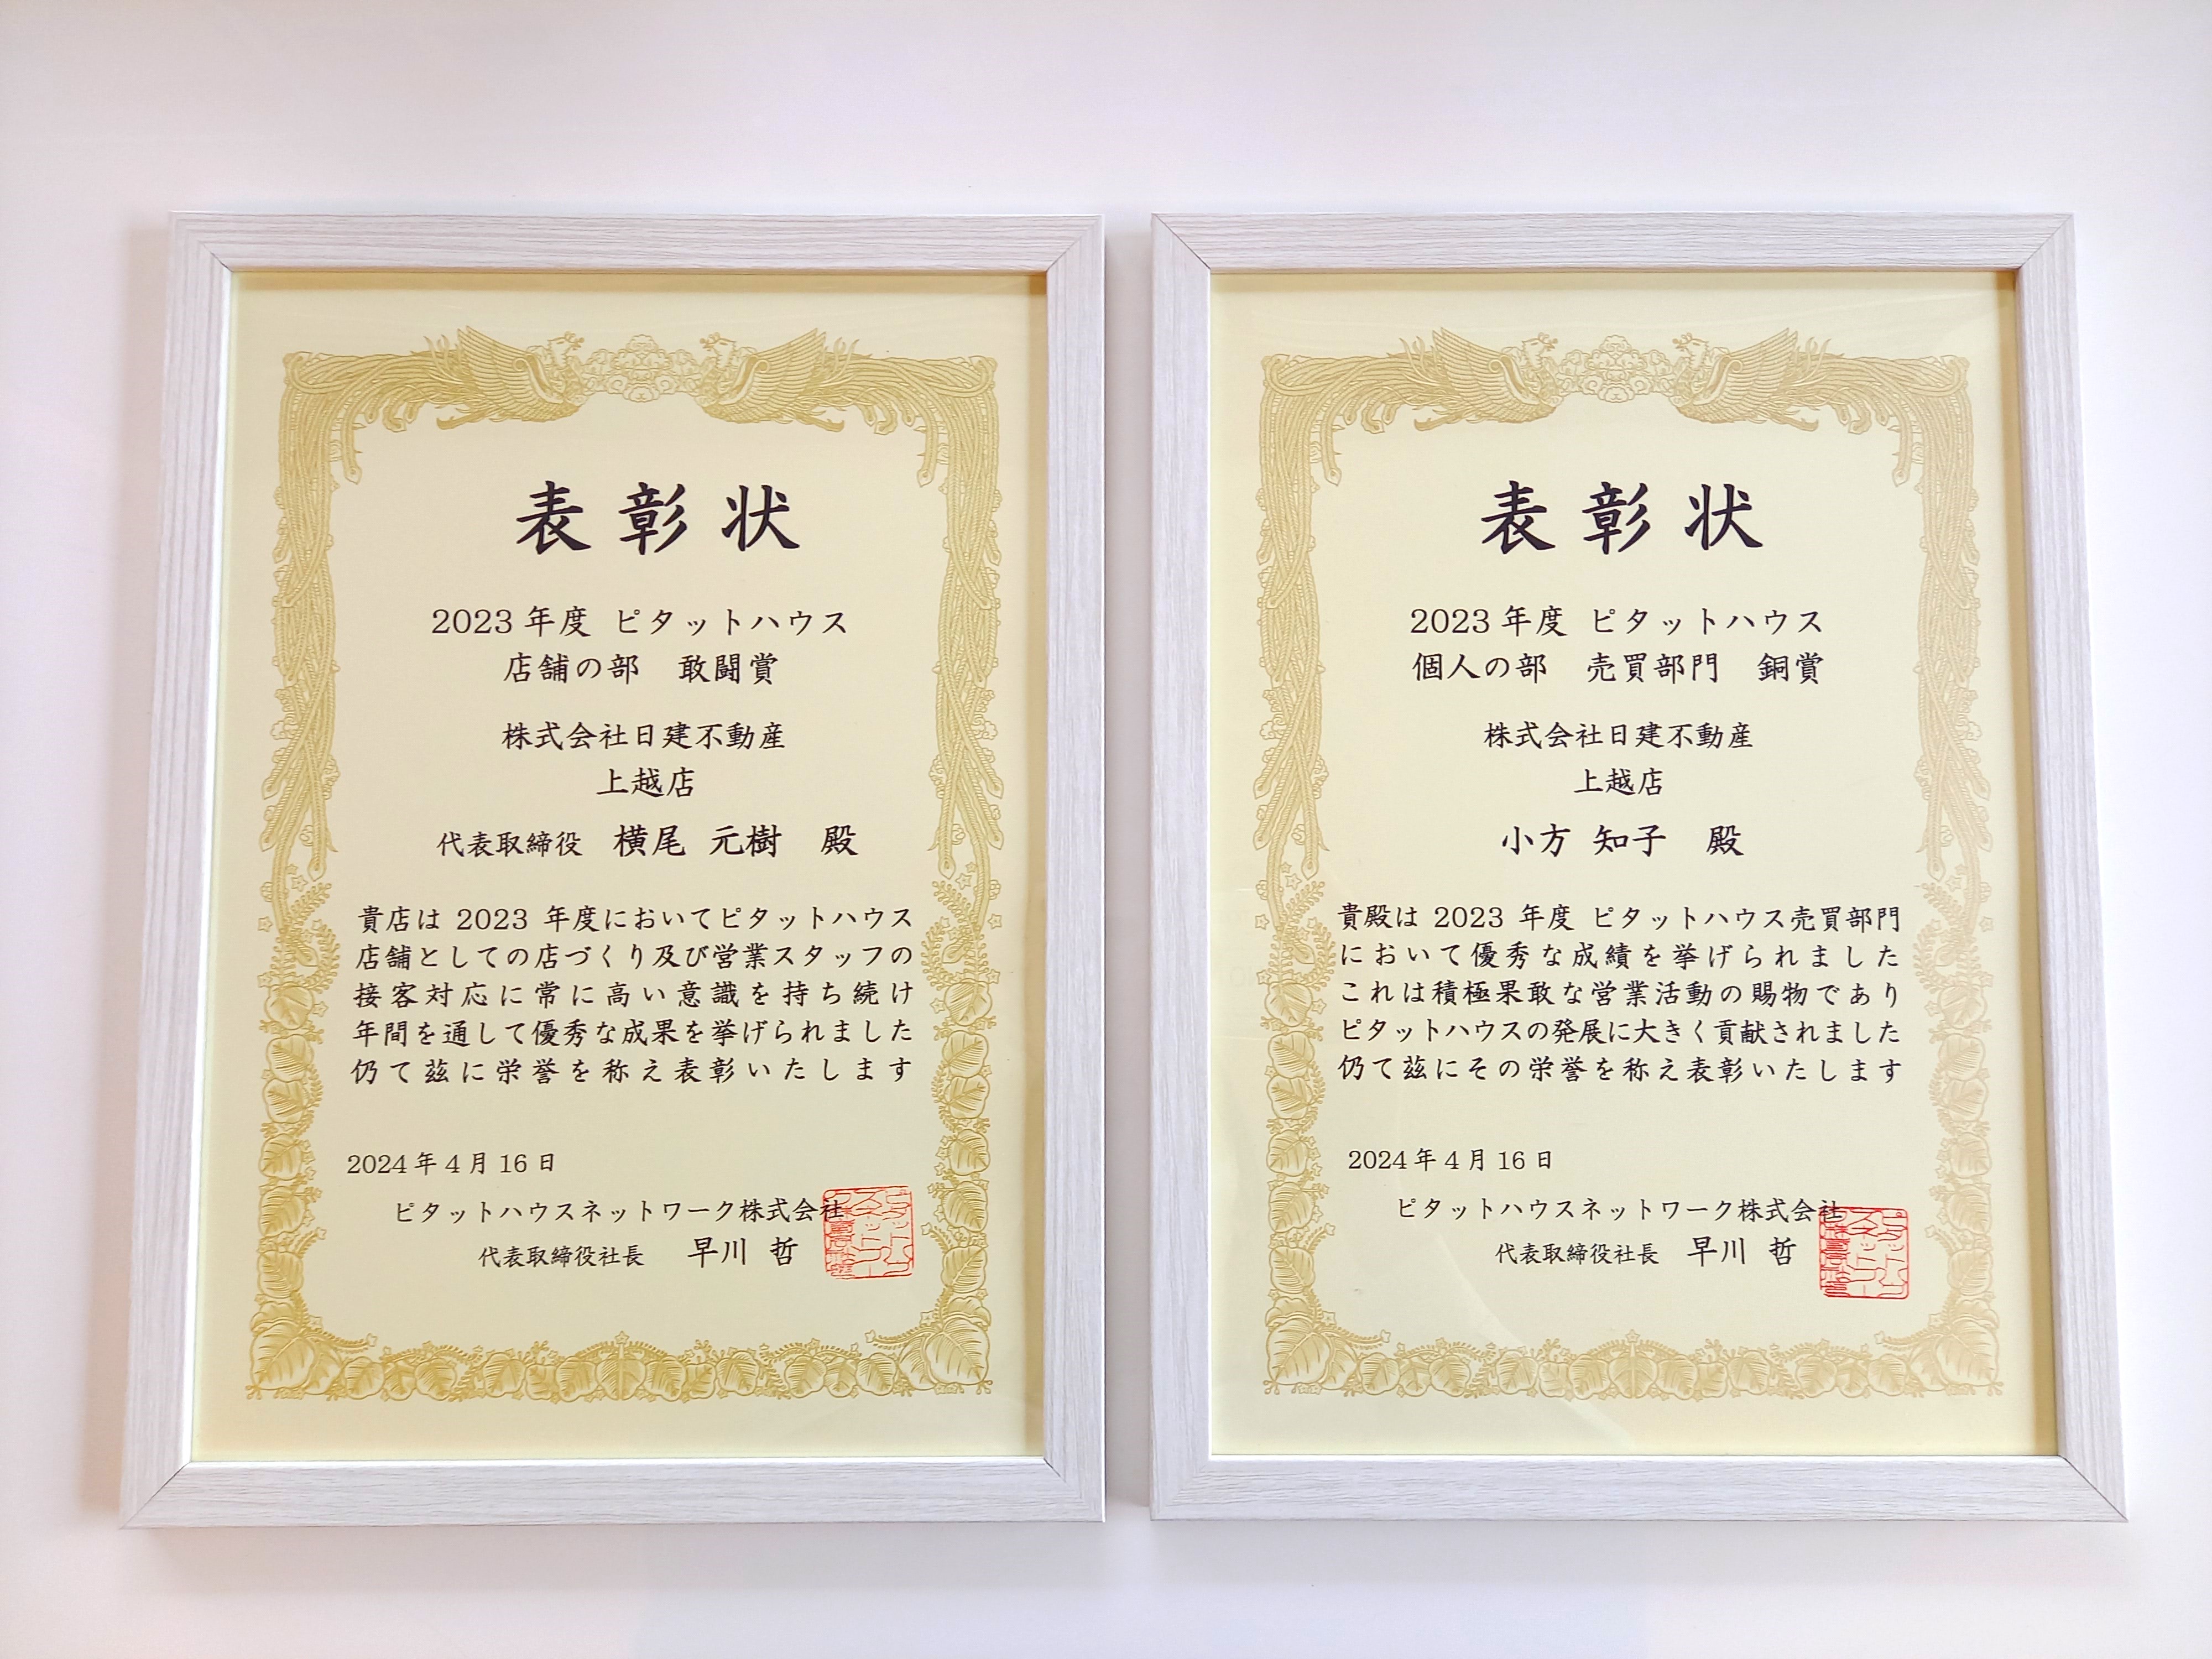 表彰状
2023年度 ピタットハウス
店舗の部 敢闘賞
株式会社日建不動産
上越店
代表取締役 横尾 元樹 殿
貴店は 2023 年度においてピタットハウス
店舗としての店づくり及び営業スタッフの
接客対応に常に高い意識を持ち続け
年間を通して優秀な成果を挙げられました
仍て茲に栄誉を称え表彰いたします
2024年4月16日
ピタットハウスネットワーク株式会社
代表取締役社長 早川 哲
表彰状
2023年度 ピタットハウス
個人の部 売買部門 銅賞
株式会社日建不動産
上越店
小方 知子 殿
貴殿は 2023 年度 ピタットハウス売買部門
において優秀な成績を挙げられました
これは積極果敢な営業活動の賜物であり
ピタットハウスの発展に大きく貢献されました
仍て茲にその栄誉を称え表彰いたします
2024年4月16日
ピタットハウスネットワーク株式会社
代表取締役社長 早川 哲